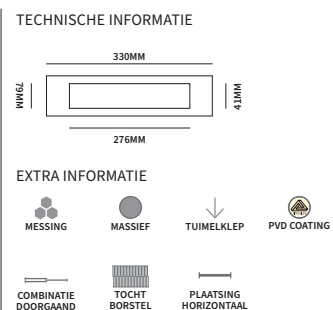 TECHNISCHE INFORMATIE
330MM
79MM
41MM
276MM
EXTRA INFORMATIE
MESSING
MASSIEF
TUIMELKLEP
PVD COATING
COMBINATIE
DOORGAAND
TOCHT
BORSTEL
PLAATSING
HORIZONTAAL